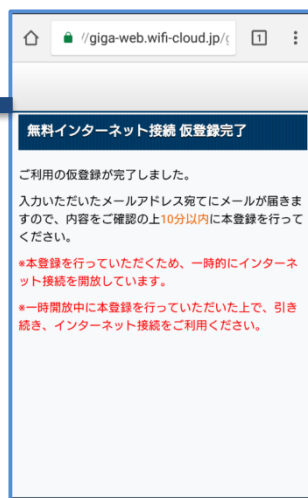 //giga-web.wifi-cloud.jp/g
1
無料インターネット接続 仮登録完了
ご利用の仮登録が完了しました。
入力いただいたメールアドレス宛てにメールが届きま
すので、内容をご確認の上10分以内に本登録を行って
ください。
※本登録を行っていただくため、一時的にインターネ
ット接続を開放しています。
※一時開放中に本登録を行っていただいた上で、引き
続き、インターネット接続をご利用ください。